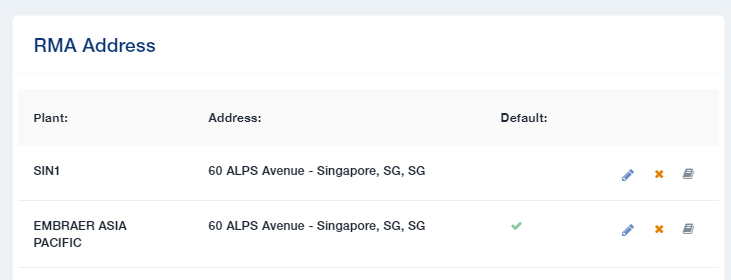 RMA Address
Plant: Address: Default:
SIN1 60 ALPS Avenue - Singapore, SG, SG
EMBRAER ASIA 60 ALPS Avenue - Singapore, SG, SG
PACIFIC